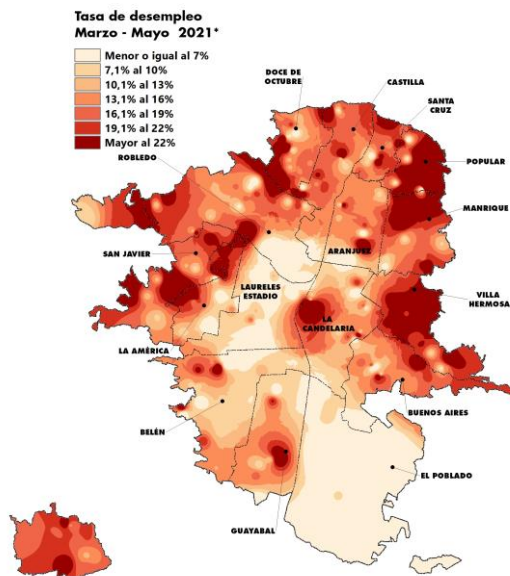 Tasa de desempleo
Marzo - Mayo 2021*
Menor o igual al 7%
7,1% al 10%
10,1% al 13%
13,1% al 16%
16,1% al 19%
19,1% al 22%
Mayor al 22%
DOCE DE
OCTUBRE
CASTILLA
SANTA
CRUZ
ROBLEDO
POPULAR
MANRIQUE
SAN JAVIER
ARANJUEZ
LAURELES
ESTADIO
VILLA
HERMOSA
LA
CANDELARIA
LA AMÉRICA
BUENOS AIRES
BELÉN
EL POBLADO
GUAYABAL